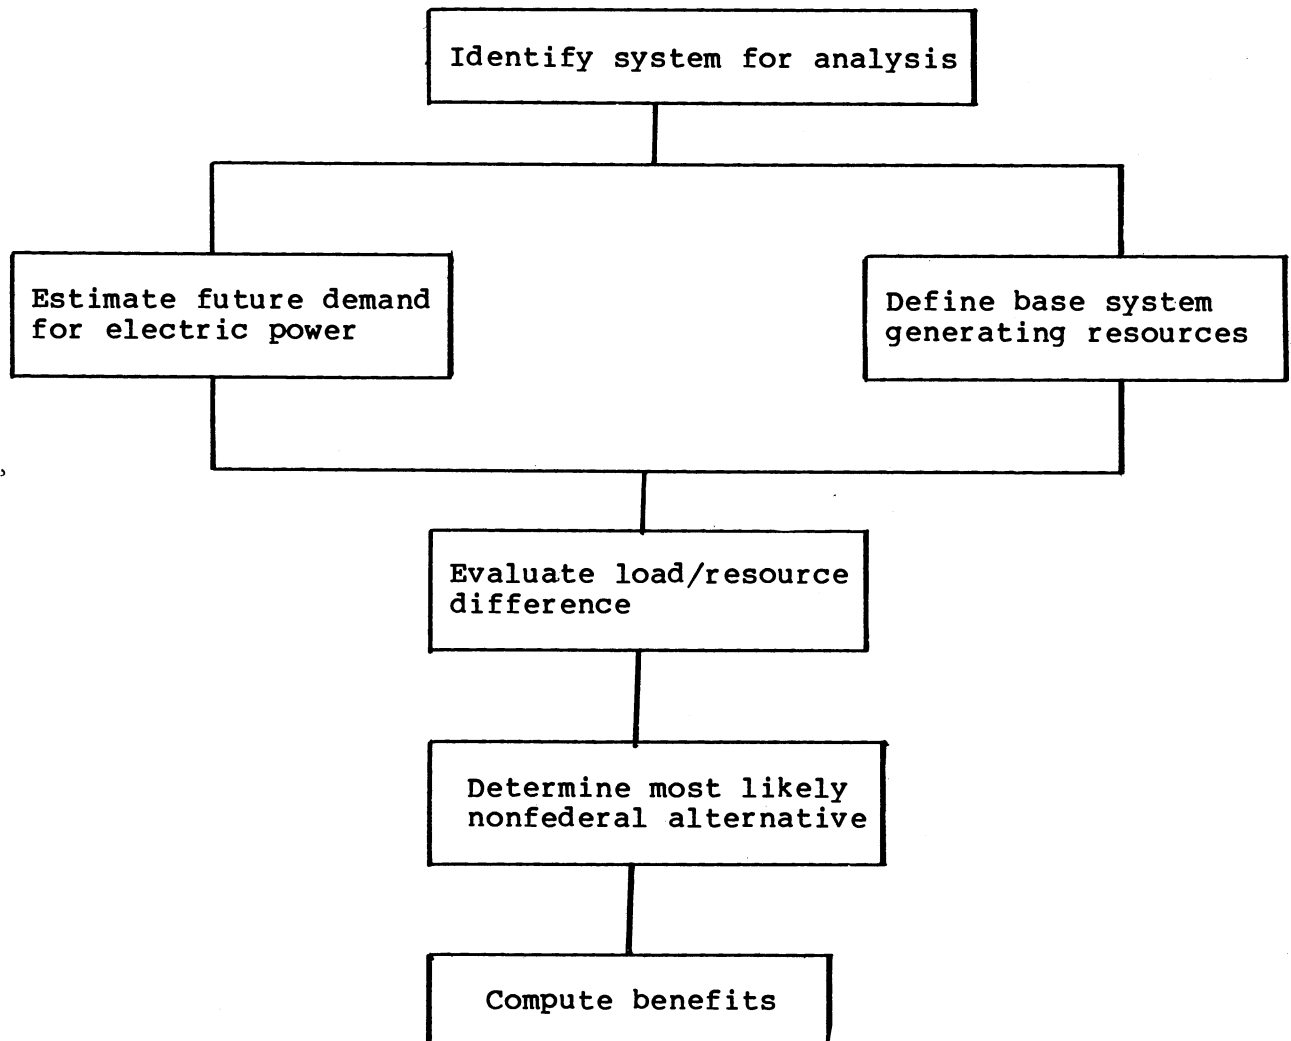 Identify system for analysis
Estimate future demand
for electric power
Define base system
generating resources
Evaluate load/resource
difference
Determine most likely
nonfederal alternative
Compute benefits